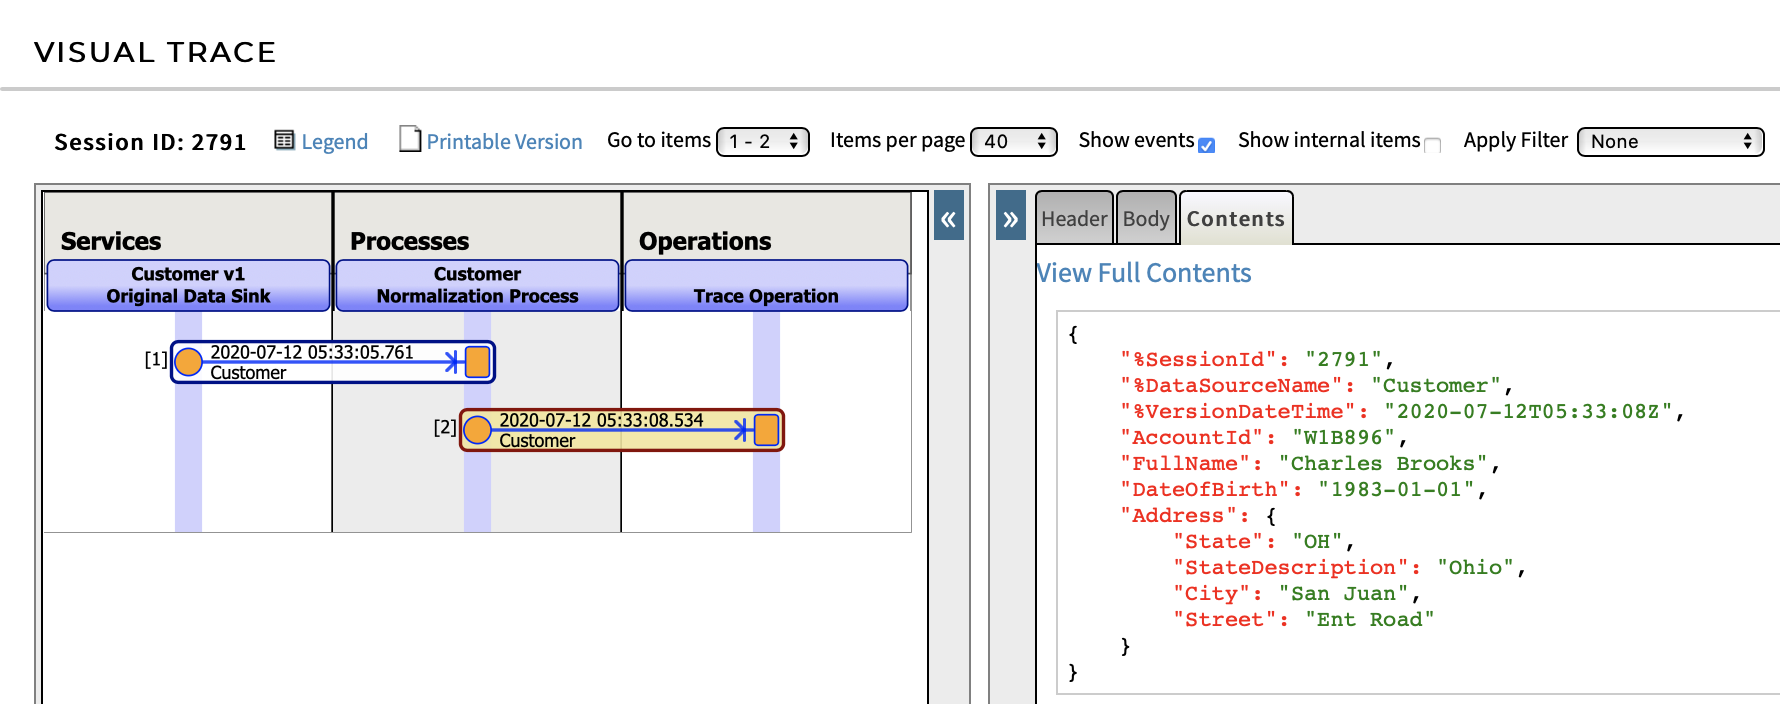 VISUAL TRACE
Session ID: 2791 Legend Printable Version Go to items 1 - 2 Items per page 40 Show events Show internal items Apply Filter None
Services Processes Operations
Customer v1
Original Data Sink
Customer
Normalization Process
Trace Operation
[1] 2020-07-12 05:33:05.761
Customer
[2] 2020-07-12 05:33:08.534
Customer
« »
Header Body Contents
View Full Contents
{
"%SessionId": "2791",
"%DataSourceName": "Customer",
"%VersionDateTime": "2020-07-12T05:33:08Z",
"AccountId": "W1B896",
"FullName": "Charles Brooks",
"DateOfBirth": "1983-01-01",
"Address": {
"State": "OH",
"StateDescription": "Ohio",
"City": "San Juan",
"Street": "Ent Road"
}
}